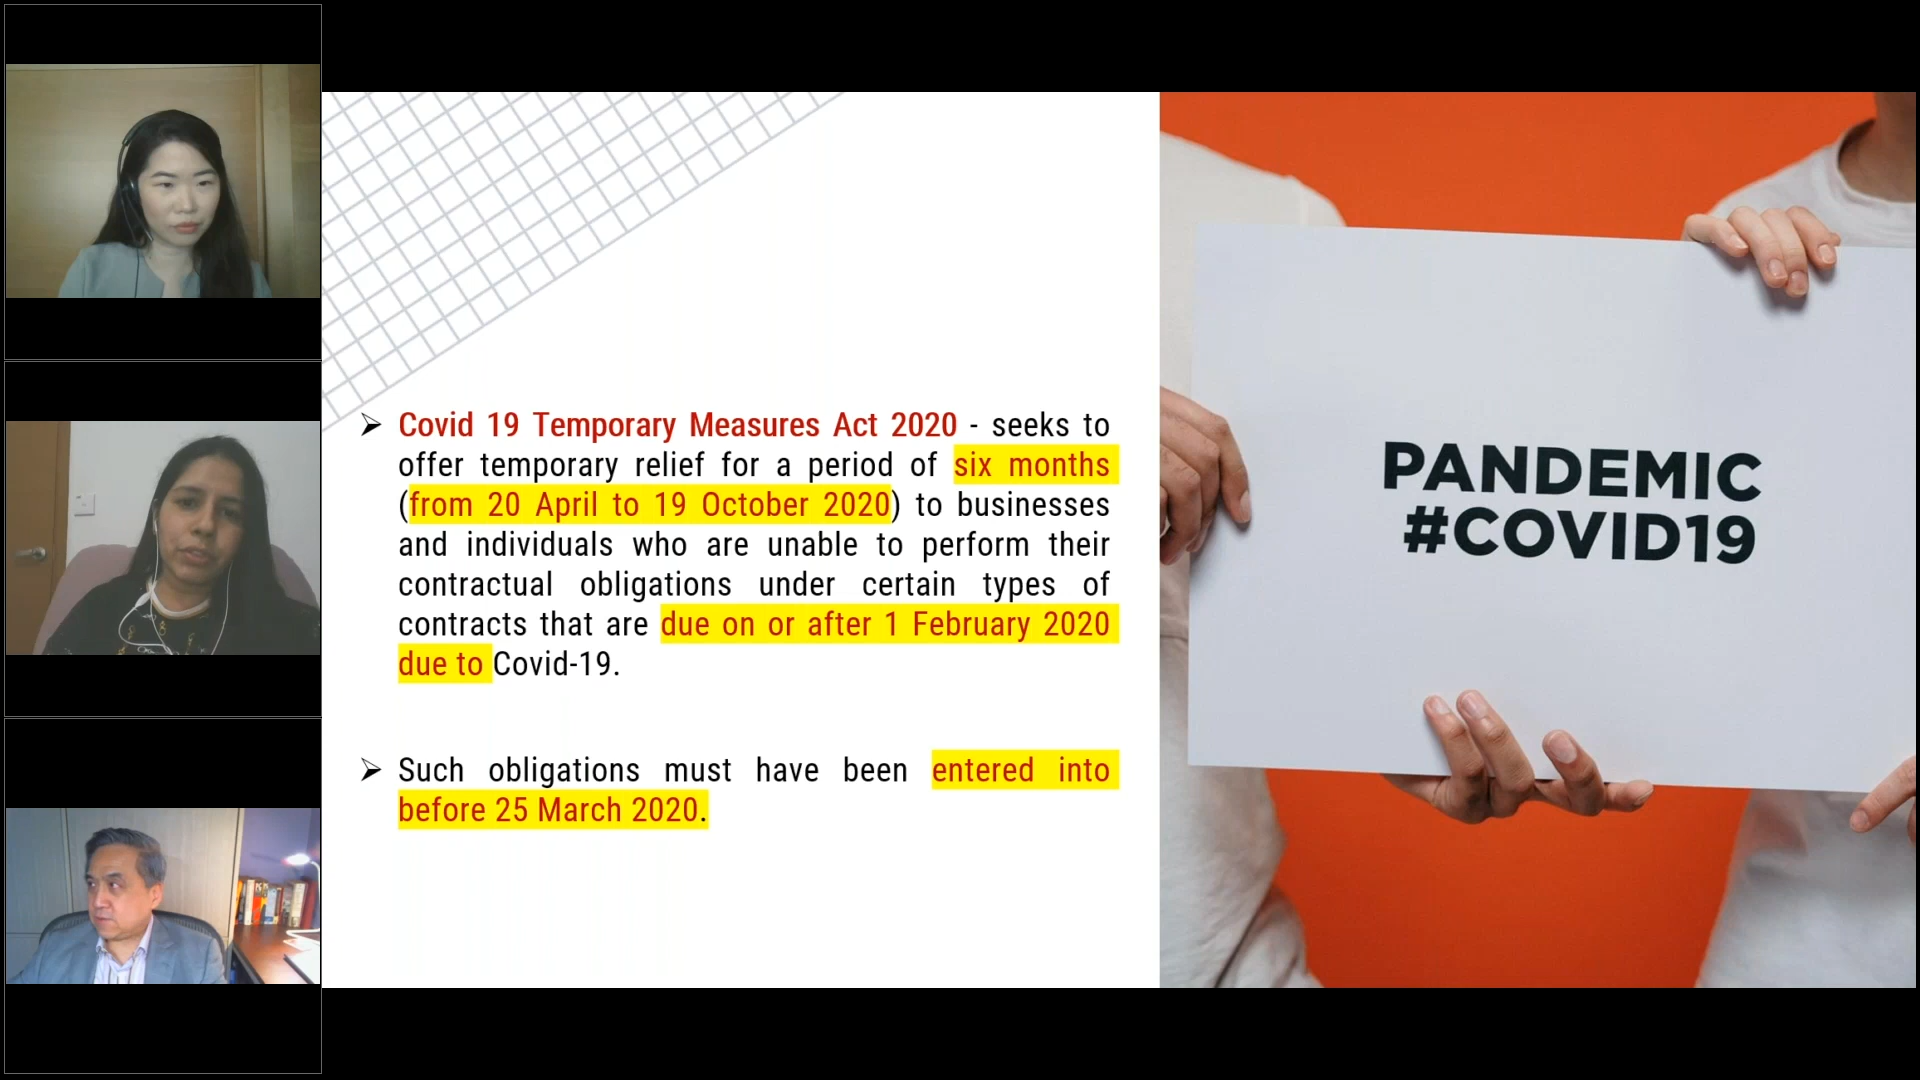 ➢ Covid 19 Temporary Measures Act 2020 - seeks to
offer temporary relief for a period of six months
(from 20 April to 19 October 2020) to businesses
and individuals who are unable to perform their
contractual obligations under certain types of
contracts that are due on or after 1 February 2020
due to Covid-19.
➢ Such obligations must have been entered into
before 25 March 2020.
PANDEMIC
#COVID19